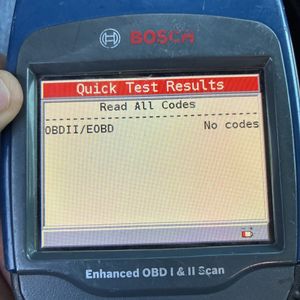 BOSCH
Quick Test Results
Read All Codes
OBDII/EOBD No codes
Enhanced OBD I & II Scan